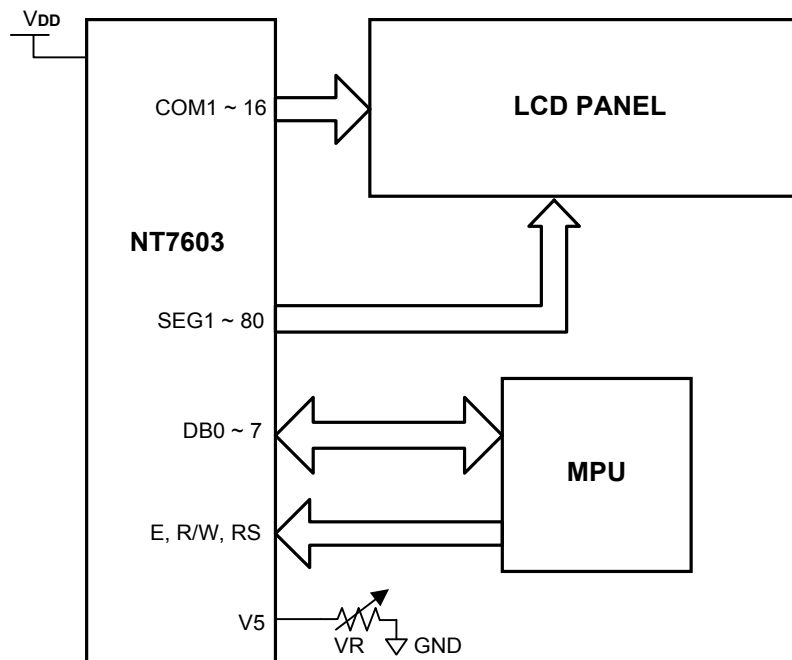 VDD
COM1 ~ 16
LCD PANEL
NT7603
SEG1 ~ 80
DB0 ~ 7
MPU
E, R/W, RS
V5
VR
GND